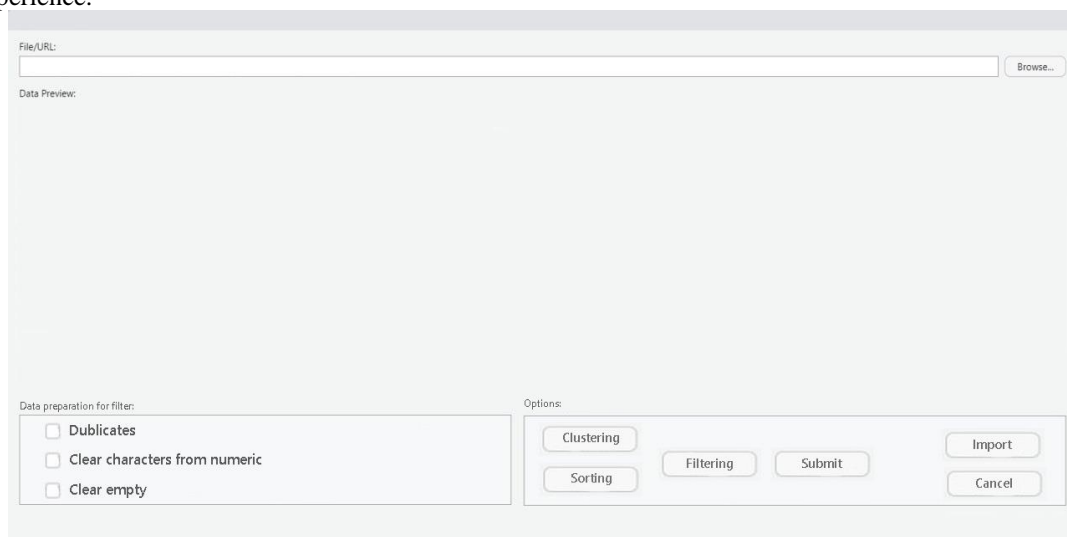 File/URL:
Browse...
Data Preview:
Data preparation for filter:
Dublicates
Clear characters from numeric
Clear empty
Options:
Clustering
Sorting
Filtering
Submit
Import
Cancel